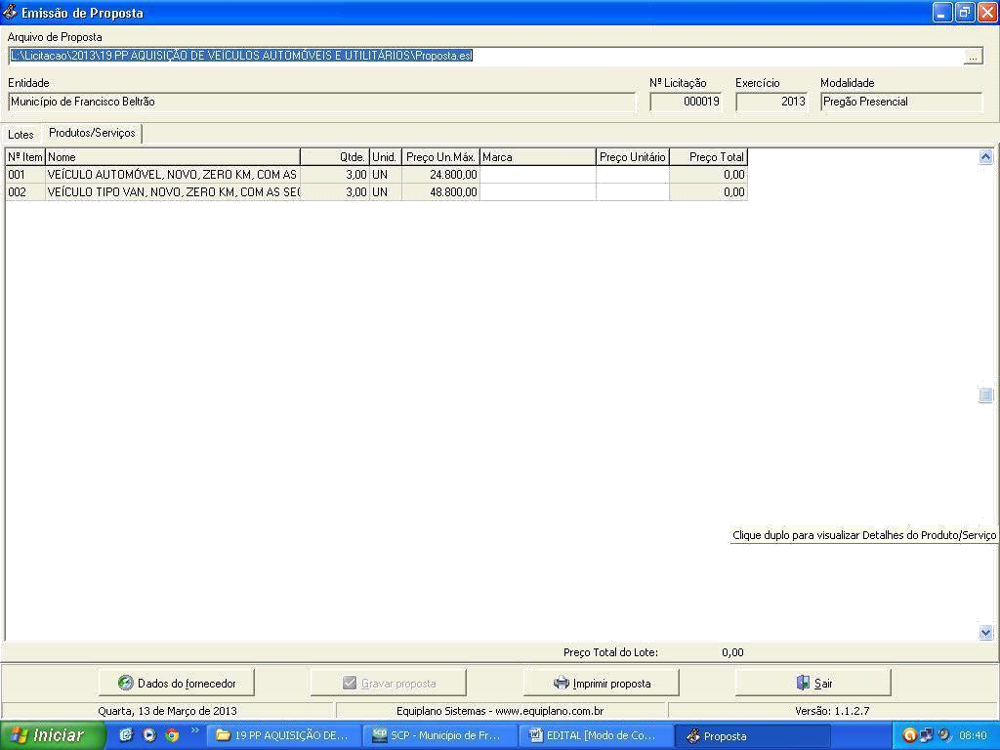 Emissão de Proposta
Arquivo de Proposta
L:\Licitacao\2013\19 PP AQUISIÇÃO DE VEÍCULOS AUTOMÓVEIS E UTILITÁRIOS\Proposta.esl
...
Entidade Nº Licitação Exercício Modalidade
Município de Francisco Beltrão 000019 2013 Pregão Presencial
Lotes Produtos/Serviços
Nº Item Nome Qtde. Unid. Preço Un.Máx. Marca Preço Unitário Preço Total
001 VEÍCULO AUTOMÓVEL, NOVO, ZERO KM, COM AS 3,00 UN 24.800,00 0,00
002 VEÍCULO TIPO VAN, NOVO, ZERO KM, COM AS SE 3,00 UN 48.800,00 0,00
Clique duplo para visualizar Detalhes do Produto/Serviço
Preço Total do Lote: 0,00
Dados do fornecedor Gravar proposta Imprimir proposta Sair
Quarta, 13 de Março de 2013 Equiplano Sistemas - www.equiplano.com.br Versão: 1.1.2.7
Iniciar » 19 PP AQUISIÇÃO DE... SCP - Município de Fr... EDITAL [Modo de Co... Proposta 08:40